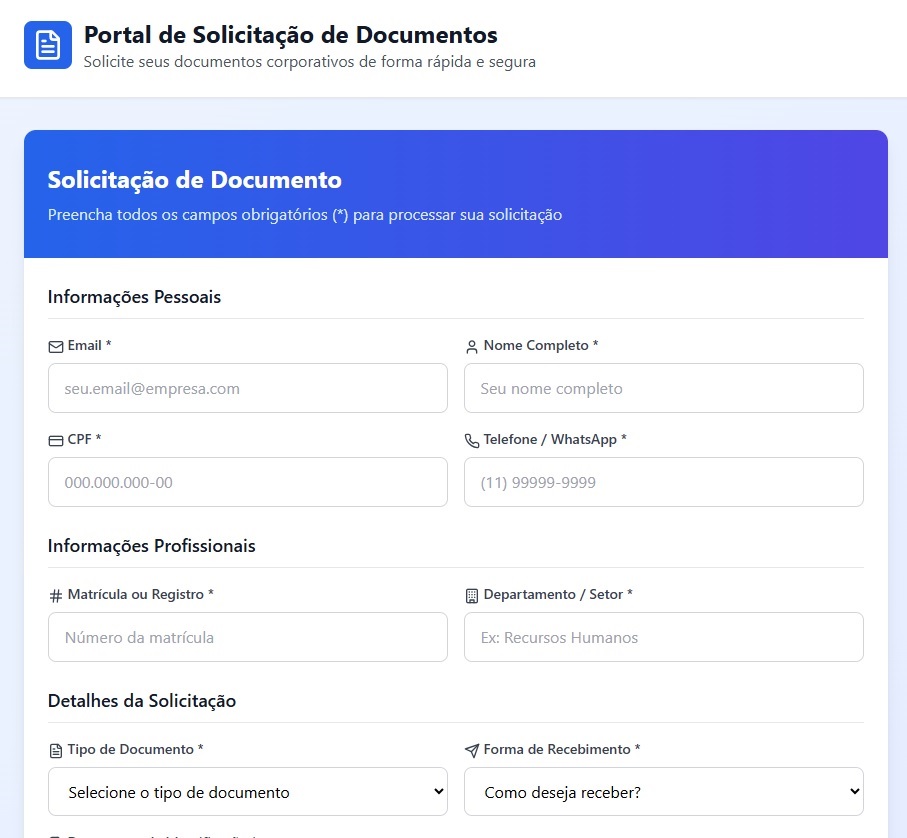 Portal de Solicitação de Documentos
Solicite seus documentos corporativos de forma rápida e segura
Solicitação de Documento
Preencha todos os campos obrigatórios (*) para processar sua solicitação
Informações Pessoais
Email *
Nome Completo *
seu.email@empresa.com
Seu nome completo
CPF *
Telefone / WhatsApp *
000.000.000-00
(11) 99999-9999
Informações Profissionais
Matrícula ou Registro *
Departamento / Setor *
Número da matrícula
Ex: Recursos Humanos
Detalhes da Solicitação
Tipo de Documento *
Forma de Recebimento *
Selecione o tipo de documento
Como deseja receber?